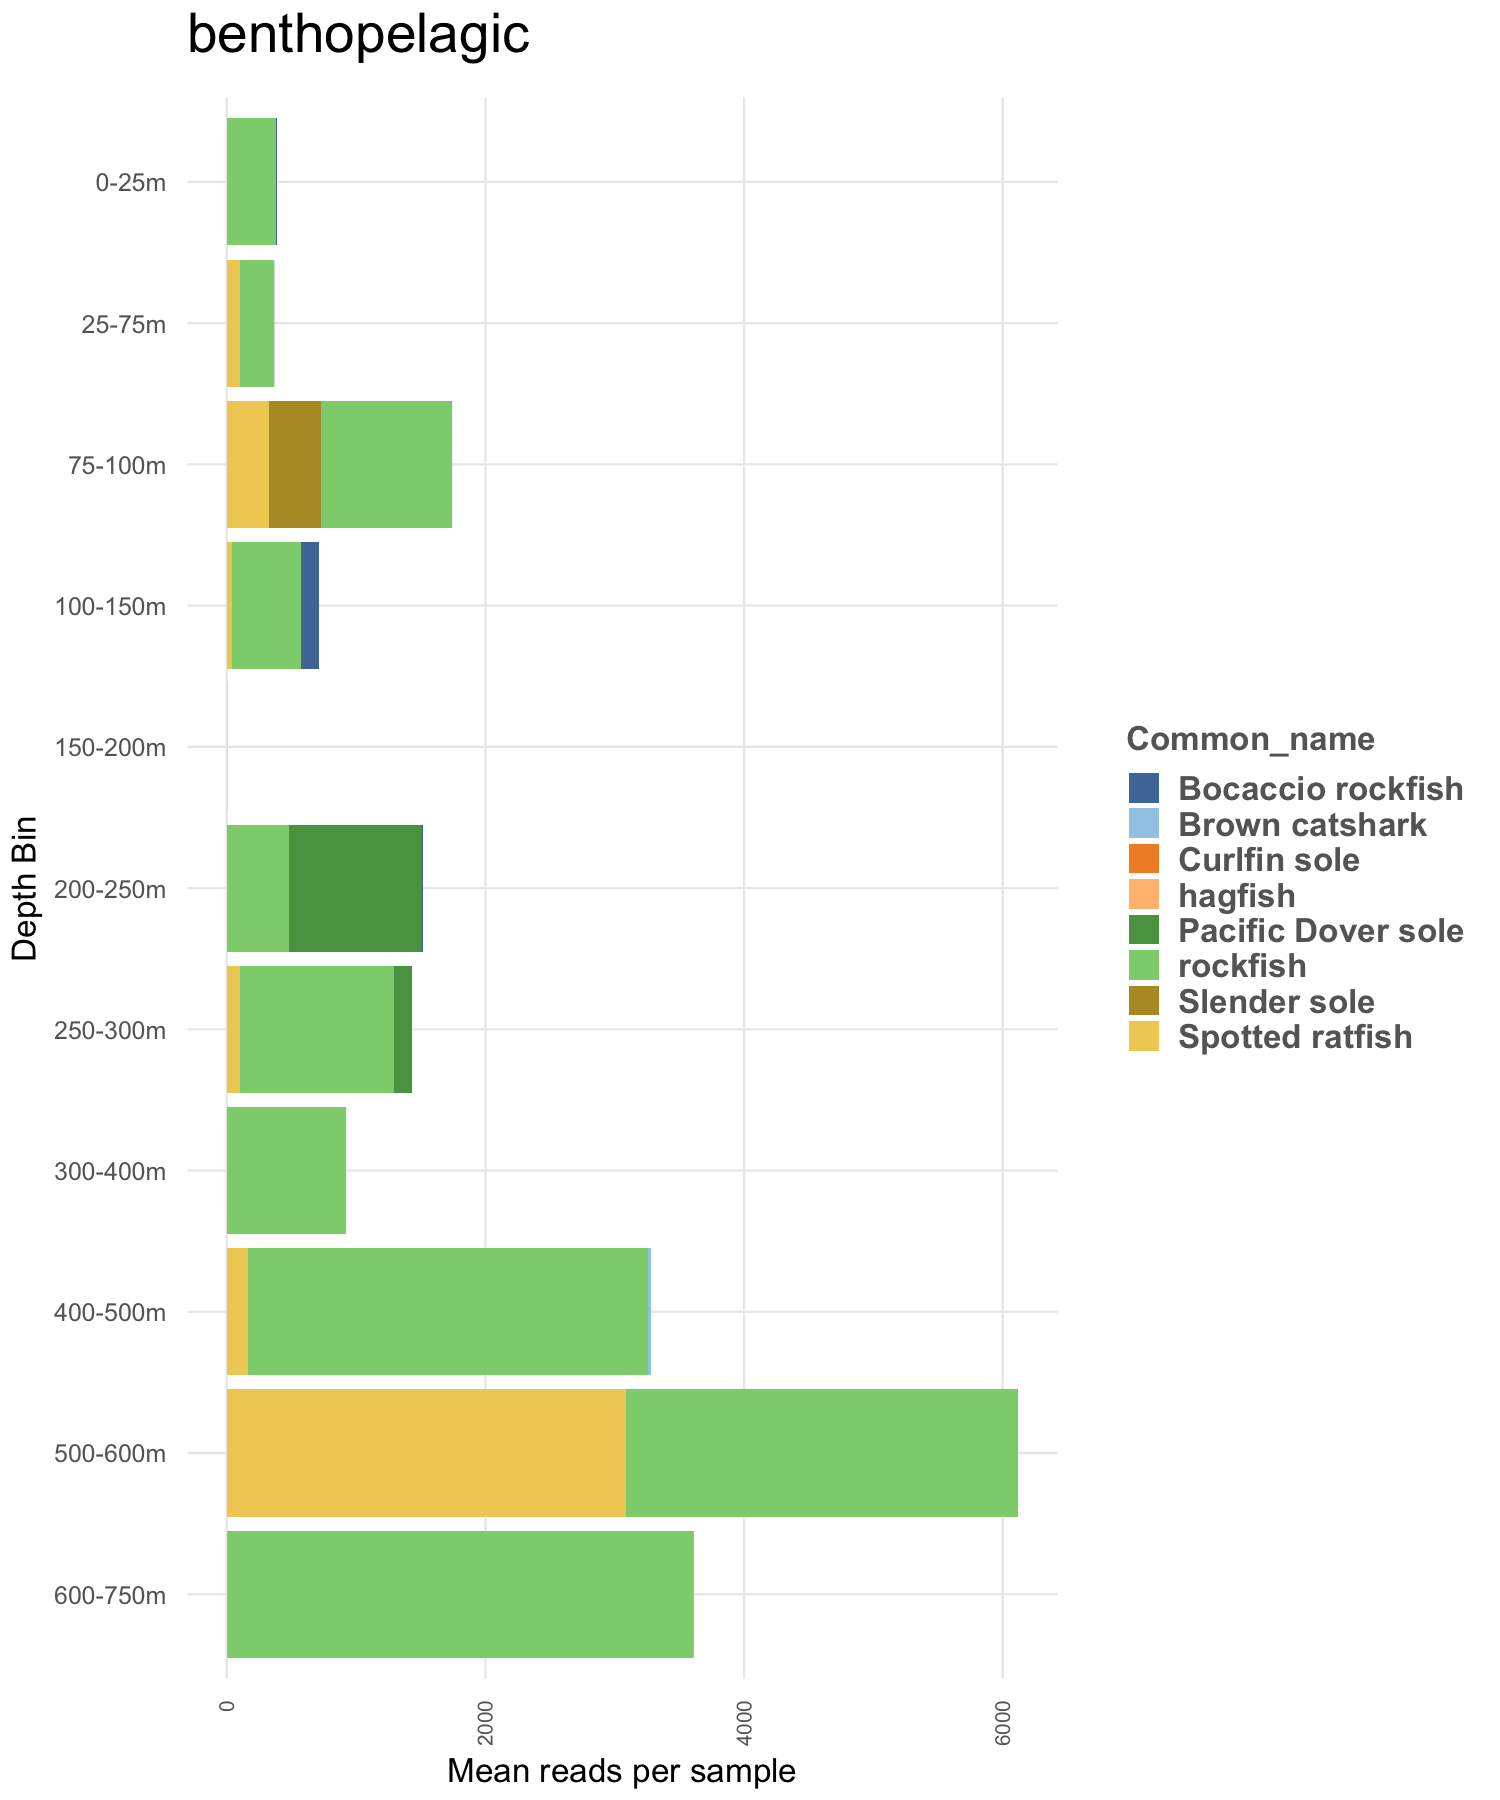 benthopelagic
0-25m
25-75m
75-100m
100-150m
150-200m
200-250m
250-300m
300-400m
400-500m
500-600m
600-750m
Depth Bin
0
2000
4000
6000
Mean reads per sample
Common_name
Bocaccio rockfish
Brown catshark
Curlfin sole
hagfish
Pacific Dover sole
rockfish
Slender sole
Spotted ratfish